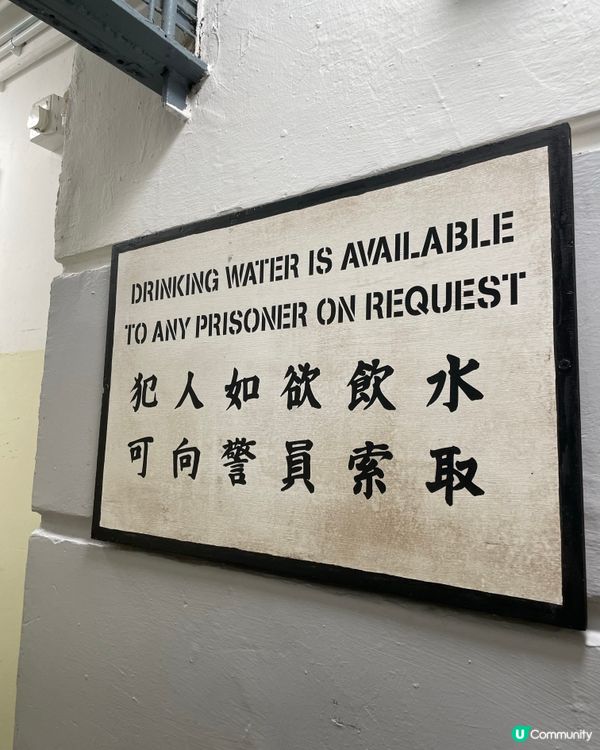 DRINKING WATER IS AVAILABLE
TO ANY PRISONER ON REQUEST
犯人如欲飲水
可向警員索取
U Community